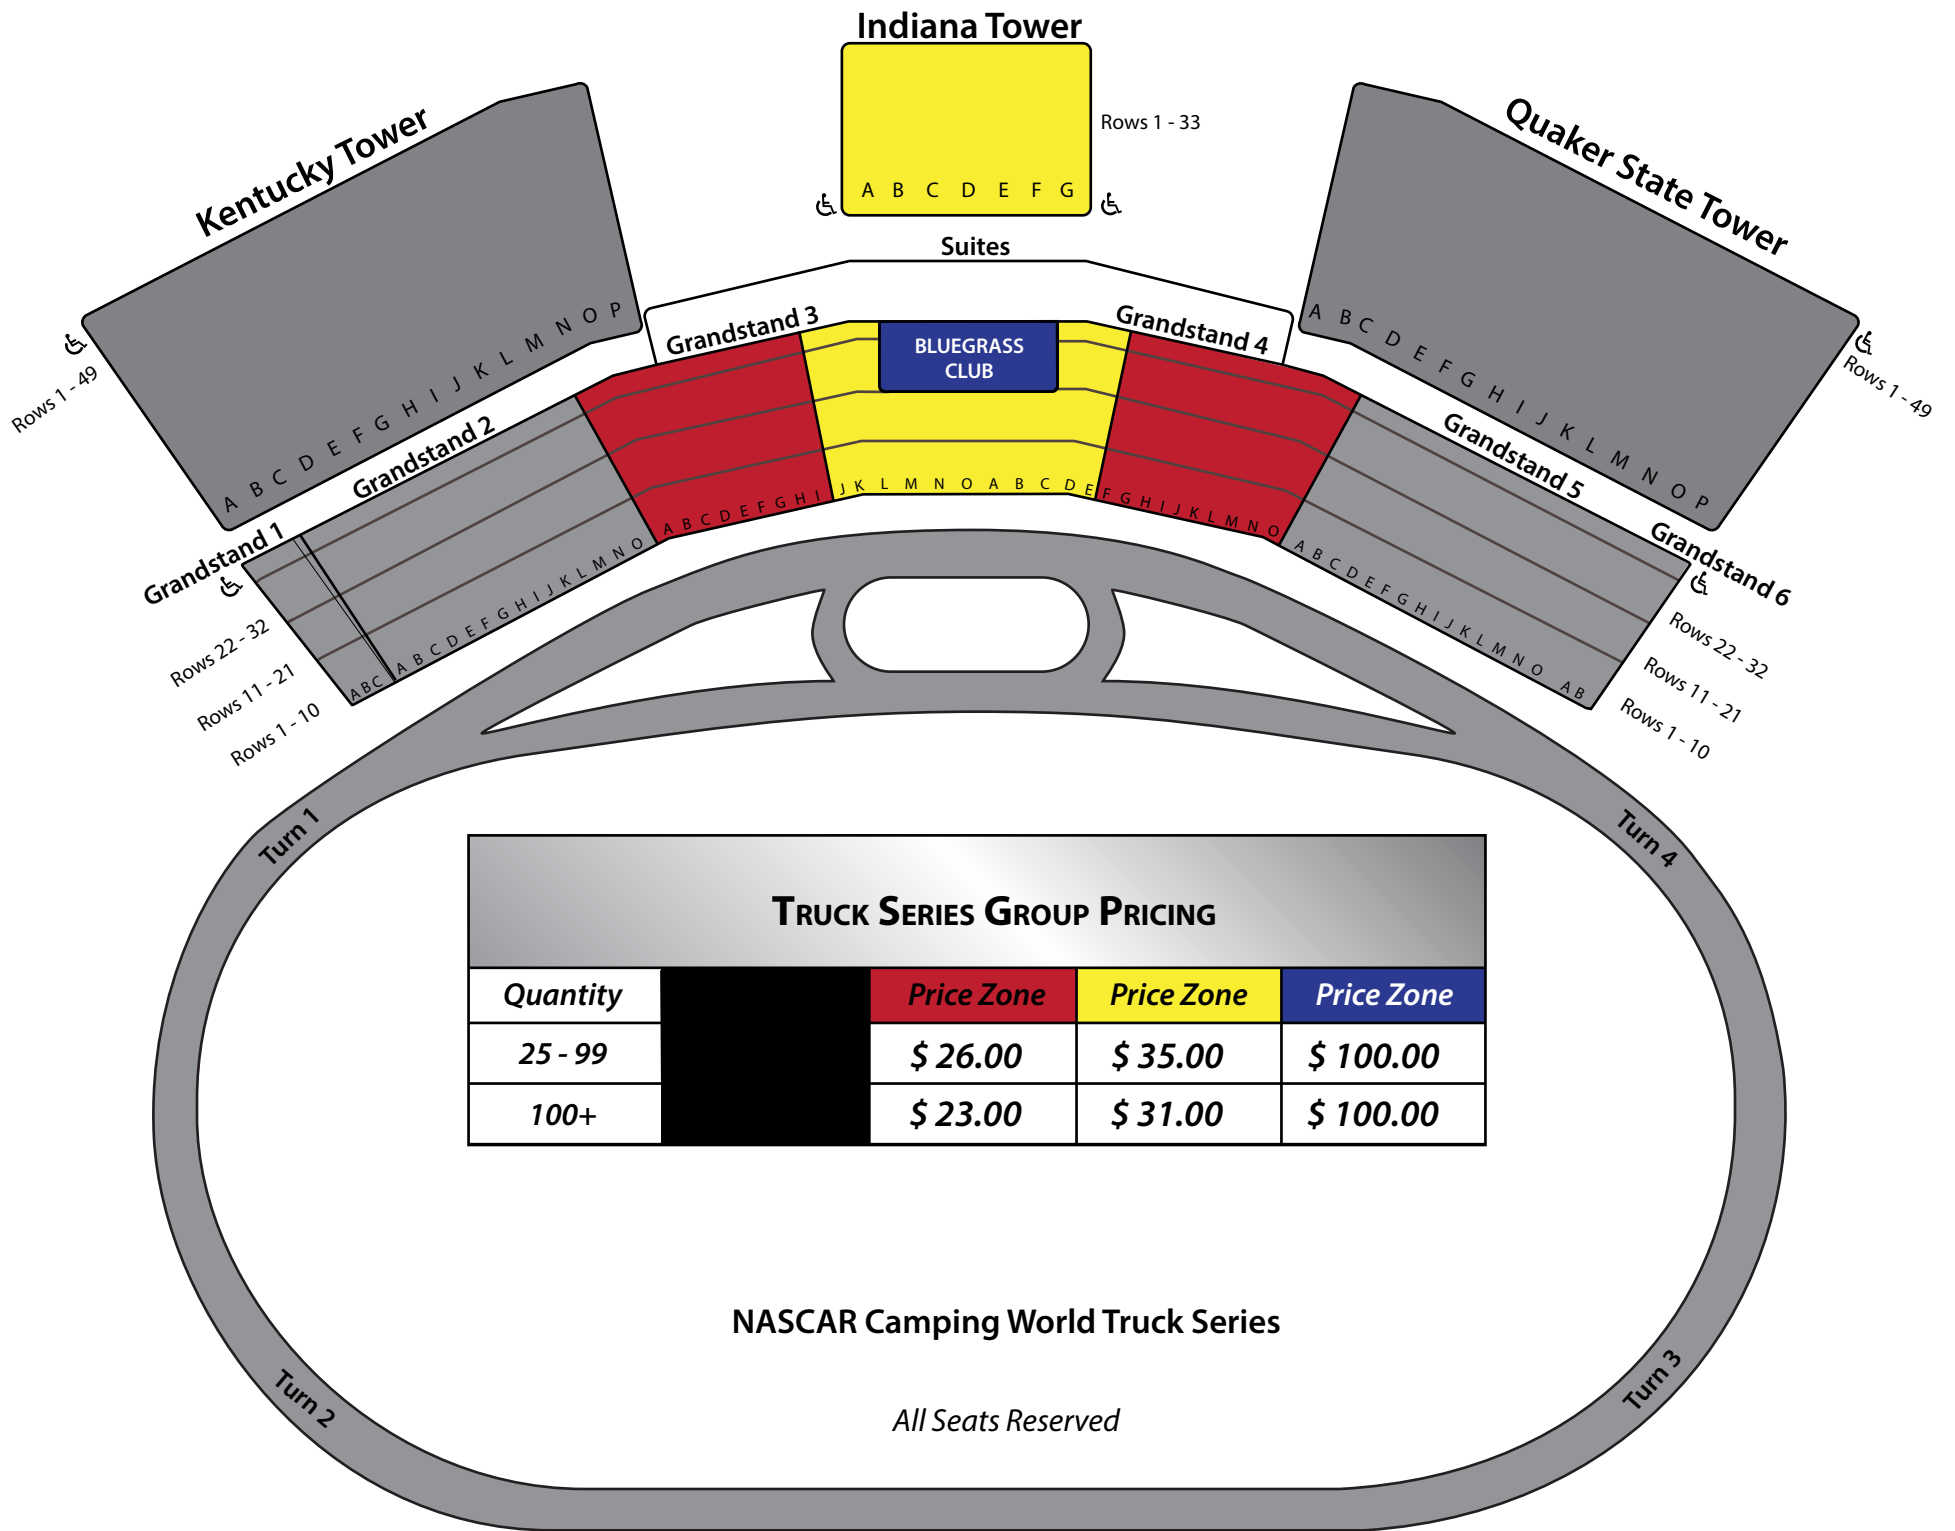 Indiana Tower
Rows 1 - 33
A B C D E F G
Kentucky Tower
A B C D E F G H I J K L M N O P
Rows 1 - 49
Quaker State Tower
A B C D E F G H I J K L M N O P
Rows 1 - 49
Suites
Grandstand 3
Grandstand 4
BLUEGRASS
CLUB
Grandstand 2
Grandstand 5
Grandstand 1
Grandstand 6
A B C
A B C D E F G H I J K L M N O
A B C D E F G H I J K L M N O
A B C D E F G H I J K L M N O
A B C D E F G H I J K L M N O
A B
Rows 22 - 32
Rows 11 - 21
Rows 1 - 10
Rows 22 - 32
Rows 11 - 21
Rows 1 - 10
Turn 1
Turn 4
TRUCK SERIES GROUP PRICING
Quantity Price Zone Price Zone Price Zone
25 - 99 $ 26.00 $ 35.00 $ 100.00
100+ $ 23.00 $ 31.00 $ 100.00
NASCAR Camping World Truck Series
Turn 2
Turn 3
All Seats Reserved